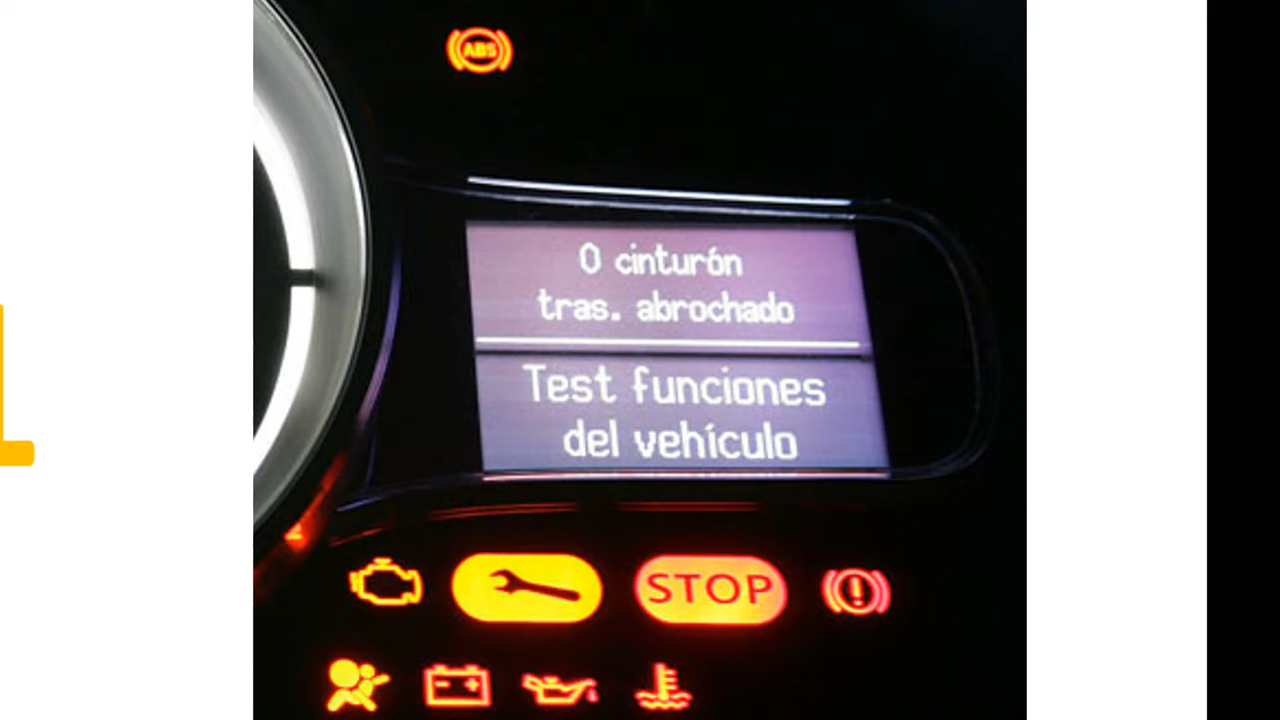 ABS
0 cinturón
tras. abrochado
Test funciones
del vehículo
STOP